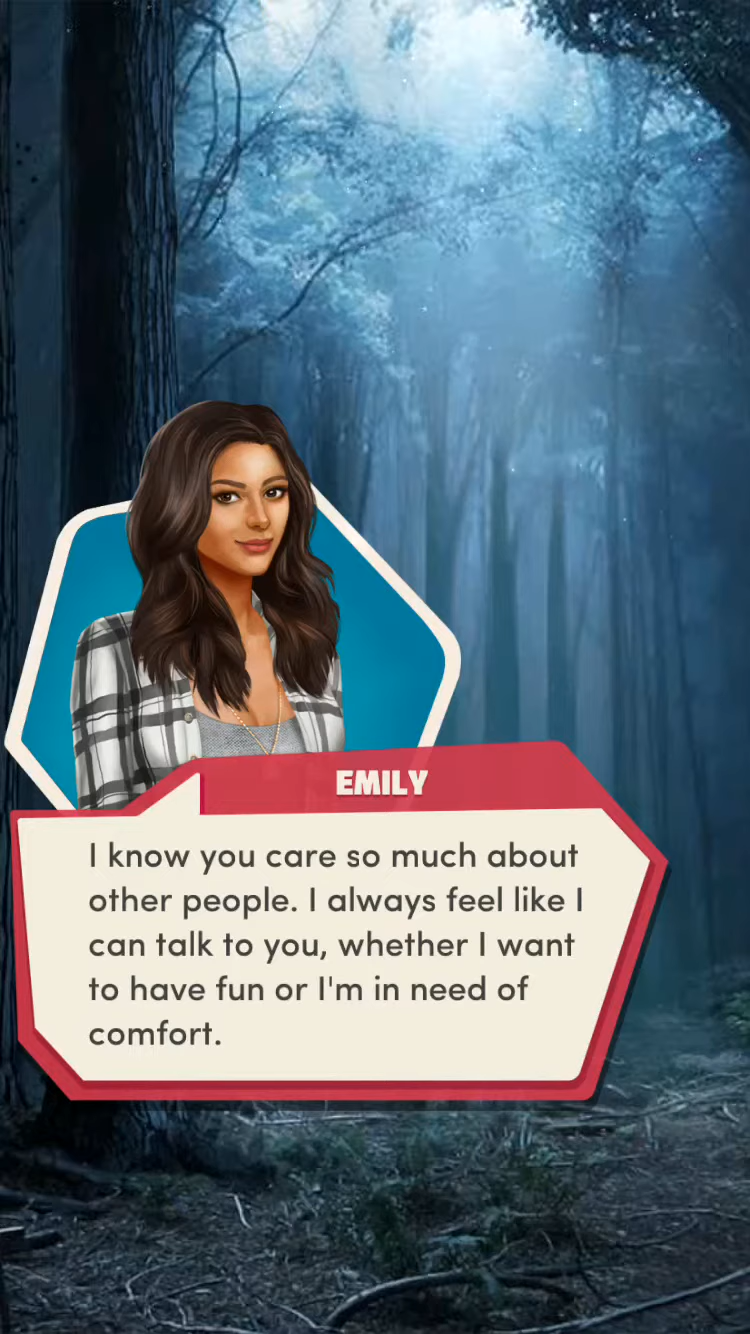 EMILY
I know you care so much about
other people. I always feel like I
can talk to you, whether I want
to have fun or I'm in need of
comfort.